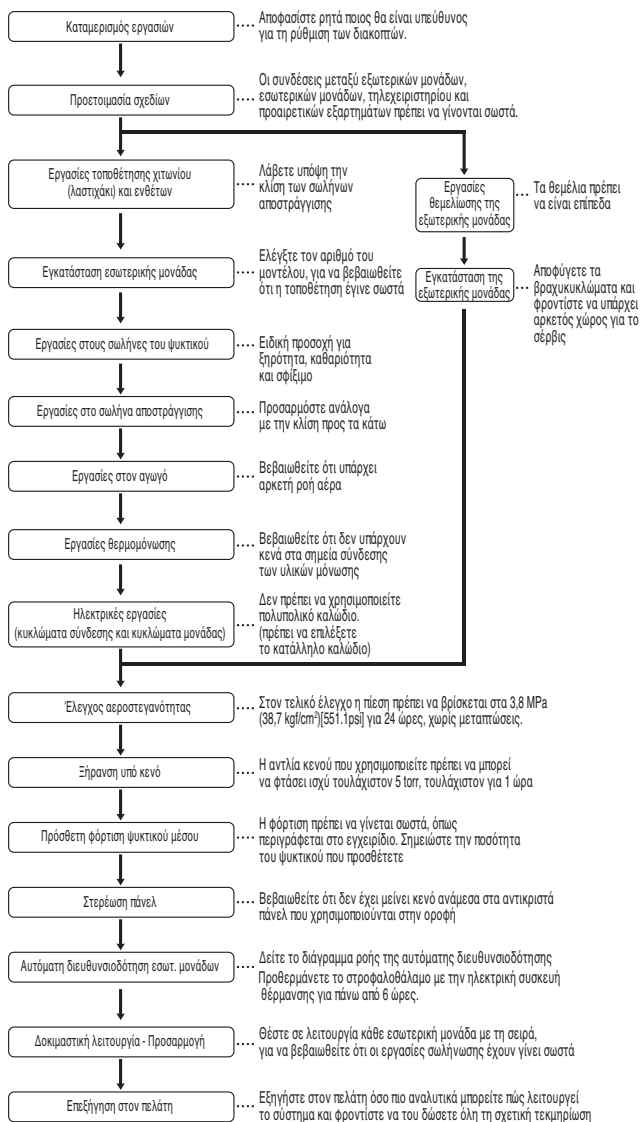 Καταμερισμός εργασιών
···· Αποφασίστε ρητά ποιος θα είναι υπεύθυνος
για τη ρύθμιση των διακοπτών.
Προετοιμασία σχεδίων
···· Οι συνδέσεις μεταξύ εξωτερικών μονάδων,
εσωτερικών μονάδων, τηλεχειριστηρίου και
προαιρετικών εξαρτημάτων πρέπει να γίνονται σωστά.
Εργασίες τοποθέτησης χιτωνίου
(λαστιχάκι) και ενθέτων
···· Λάβετε υπόψη την
κλίση των σωλήνων
αποστράγγισης
Εργασίες
θεμελίωσης της
εξωτερικής μονάδας
··· Τα θεμέλια πρέπει
να είναι επίπεδα
Εγκατάσταση εσωτερικής μονάδας
···· Ελέγξτε τον αριθμό του
μοντέλου, για να βεβαιωθείτε
ότι η τοποθέτηση έγινε σωστά
Εγκατάσταση της
εξωτερικής μονάδας
··· Αποφύγετε τα
βραχυκυκλώματα και
φροντίστε να υπάρχει
αρκετός χώρος για το
σέρβις
Εργασίες στους σωλήνες του ψυκτικού
···· Ειδική προσοχή για
ξηρότητα, καθαριότητα
και σφίξιμο
Εργασίες στο σωλήνα αποστράγγισης
···· Προσαρμόστε ανάλογα
με την κλίση προς τα κάτω
Εργασίες στον αγωγό
···· Βεβαιωθείτε ότι υπάρχει
αρκετή ροή αέρα
Εργασίες θερμομόνωσης
···· Βεβαιωθείτε ότι δεν υπάρχουν
κενά στα σημεία σύνδεσης
των υλικών μόνωσης
Ηλεκτρικές εργασίες
(κυκλώματα σύνδεσης και κυκλώματα μονάδας)
···· Δεν πρέπει να χρησιμοποιείτε
πολυπολικό καλώδιο.
(πρέπει να επιλέξετε
το κατάλληλο καλώδιο)
Έλεγχος αεροστεγανότητας
···· Στον τελικό έλεγχο η πίεση πρέπει να βρίσκεται στα 3,8 MPa
(38,7 kgf/cm²)[551.1psi] για 24 ώρες, χωρίς μεταπτώσεις.
Ξήρανση υπό κενό
···· Η αντλία κενού που χρησιμοποιείτε πρέπει να μπορεί
να φτάσει ισχύ τουλάχιστον 5 torr, τουλάχιστον για 1 ώρα
Πρόσθετη φόρτιση ψυκτικού μέσου
···· Η φόρτιση πρέπει να γίνεται σωστά, όπως
περιγράφεται στο εγχειρίδιο. Σημειώστε την ποσότητα
του ψυκτικού που προσθέτετε
Στερέωση πάνελ
···· Βεβαιωθείτε ότι δεν έχει μείνει κενό ανάμεσα στα αντικριστά
πάνελ που χρησιμοποιούνται στην οροφή
Αυτόματη διευθυνσιοδότηση εσωτ. μονάδων
···· Δείτε το διάγραμμα ροής της αυτόματης διευθυνσιοδότησης
Προθερμάνετε το στροφαλοθάλαμο με την ηλεκτρική συσκευή
θέρμανσης για πάνω από 6 ώρες.
Δοκιμαστική λειτουργία - Προσαρμογή
···· Θέστε σε λειτουργία κάθε εσωτερική μονάδα με τη σειρά,
για να βεβαιωθείτε ότι οι εργασίες σωλήνωσης έχουν γίνει σωστά
Επεξήγηση στον πελάτη
···· Εξηγήστε στον πελάτη όσο πιο αναλυτικά μπορείτε πώς λειτουργεί
το σύστημα και φροντίστε να του δώσετε όλη τη σχετική τεκμηρίωση